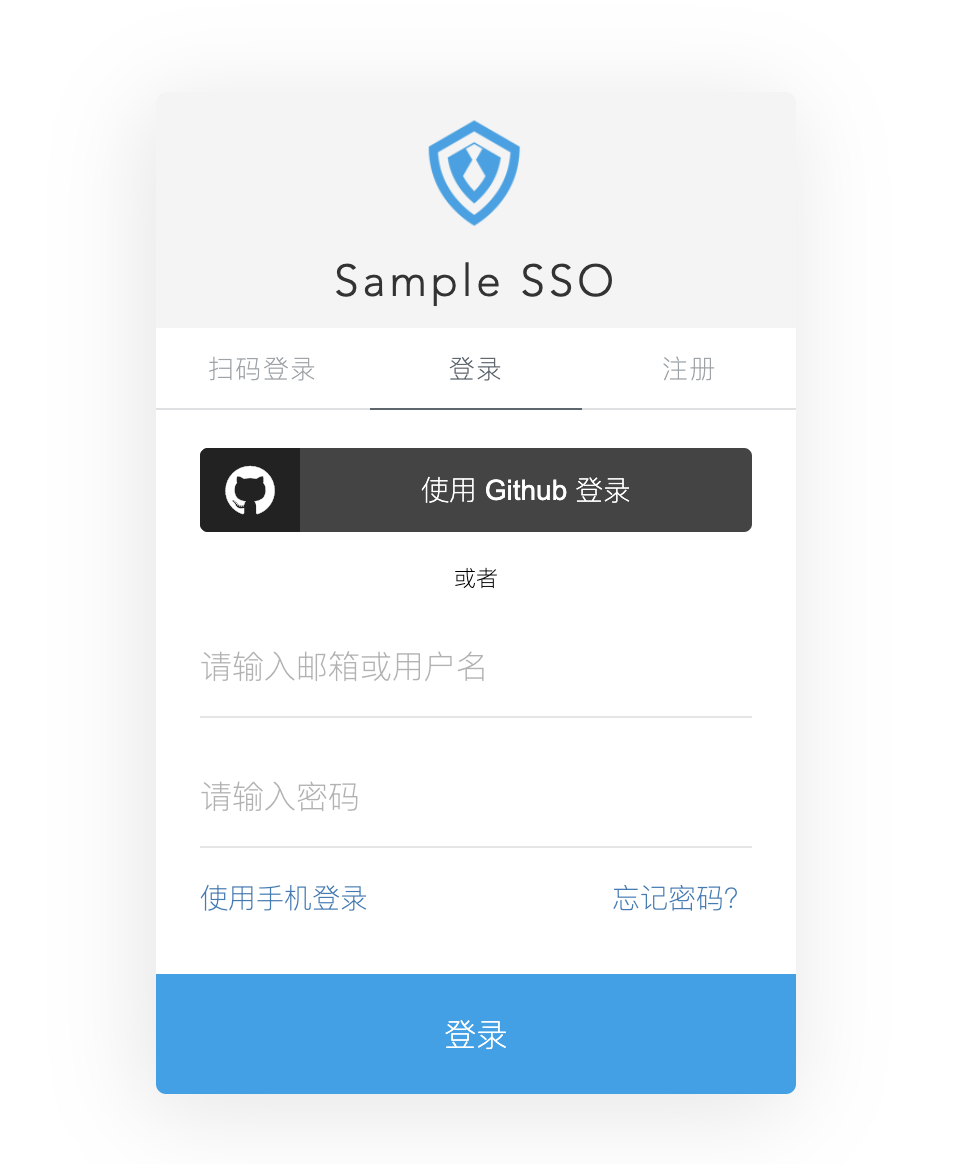 Sample SSO
扫码登录 登录 注册
使用 Github 登录
或者
请输入邮箱或用户名
请输入密码
使用手机登录 忘记密码?
登录